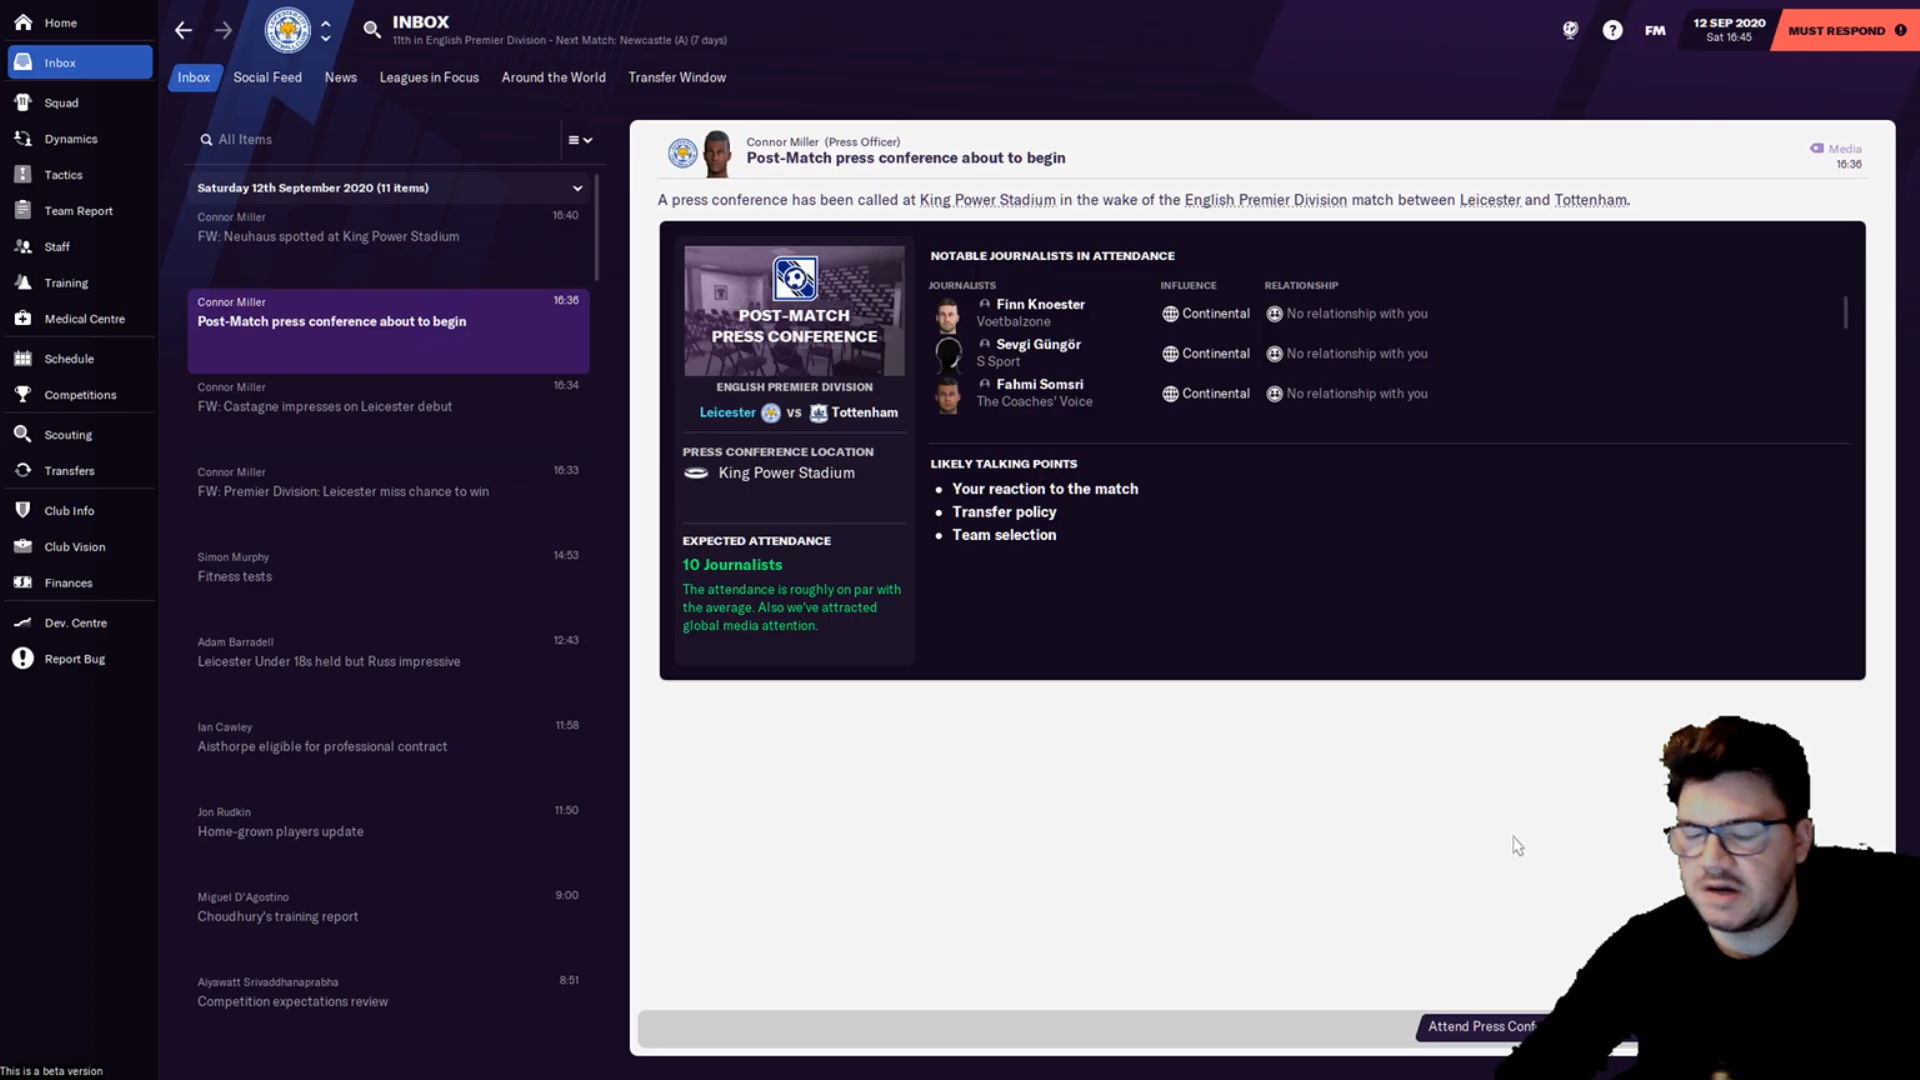 Home
Inbox
Squad
Dynamics
Tactics
Team Report
Staff
Training
Medical Centre
Schedule
Competitions
Scouting
Transfers
Club Info
Club Vision
Finances
Dev. Centre
Report Bug
This is a beta version
INBOX
11th in English Premier Division - Next Match: Newcastle (A) (7 days)
FM
12 SEP 2020
Sat 16:45
MUST RESPOND
Inbox Social Feed News Leagues in Focus Around the World Transfer Window
All Items
Saturday 12th September 2020 (11 items)
Connor Miller 16:40
FW: Neuhaus spotted at King Power Stadium
Connor Miller 16:36
Post-Match press conference about to begin
Connor Miller 16:34
FW: Castagne impresses on Leicester debut
Connor Miller 16:33
FW: Premier Division: Leicester miss chance to win
Simon Murphy 14:53
Fitness tests
Adam Barradell 12:43
Leicester Under 18s held but Russ impressive
Ian Cawley 11:58
Aisthorpe eligible for professional contract
Jon Rudkin 11:50
Home-grown players update
Miguel D'Agostino 9:00
Choudhury's training report
Aiyawatt Srivaddhanaprabha 8:51
Competition expectations review
Connor Miller (Press Officer)
Post-Match press conference about to begin
Media
16:36
A press conference has been called at King Power Stadium in the wake of the English Premier Division match between Leicester and Tottenham.
POST-MATCH
PRESS CONFERENCE
ENGLISH PREMIER DIVISION
Leicester vs Tottenham
PRESS CONFERENCE LOCATION
King Power Stadium
EXPECTED ATTENDANCE
10 Journalists
The attendance is roughly on par with
the average. Also we've attracted
global media attention.
NOTABLE JOURNALISTS IN ATTENDANCE
JOURNALISTS INFLUENCE RELATIONSHIP
Finn Knoester
Voetbalzone
Continental No relationship with you
Sevgi Güngör
S Sport
Continental No relationship with you
Fahmi Somsri
The Coaches' Voice
Continental No relationship with you
LIKELY TALKING POINTS
• Your reaction to the match
• Transfer policy
• Team selection
Attend Press Conf